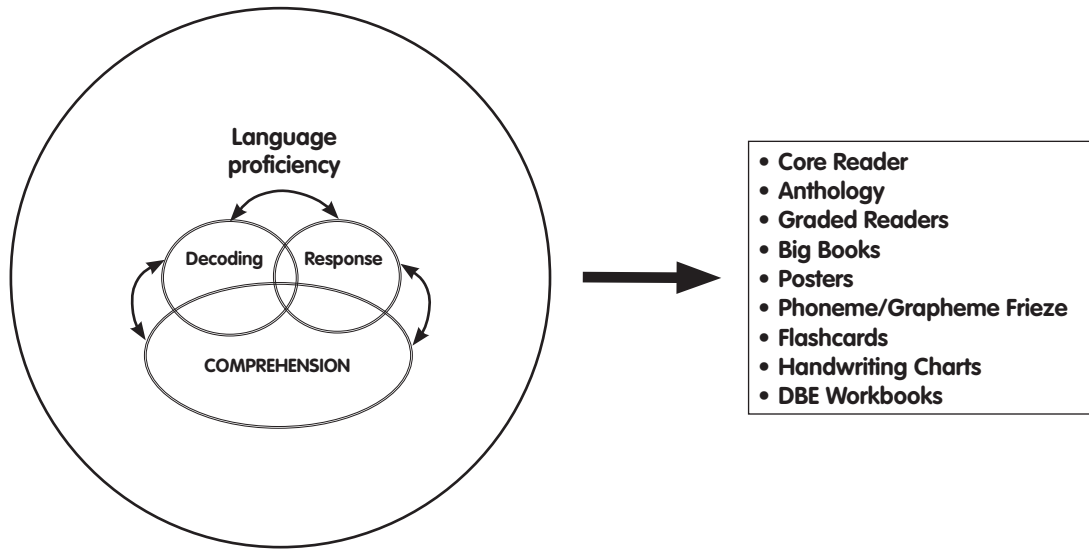 Language
proficiency
Decoding
Response
COMPREHENSION
• Core Reader
• Anthology
• Graded Readers
• Big Books
• Posters
• Phoneme/Grapheme Frieze
• Flashcards
• Handwriting Charts
• DBE Workbooks